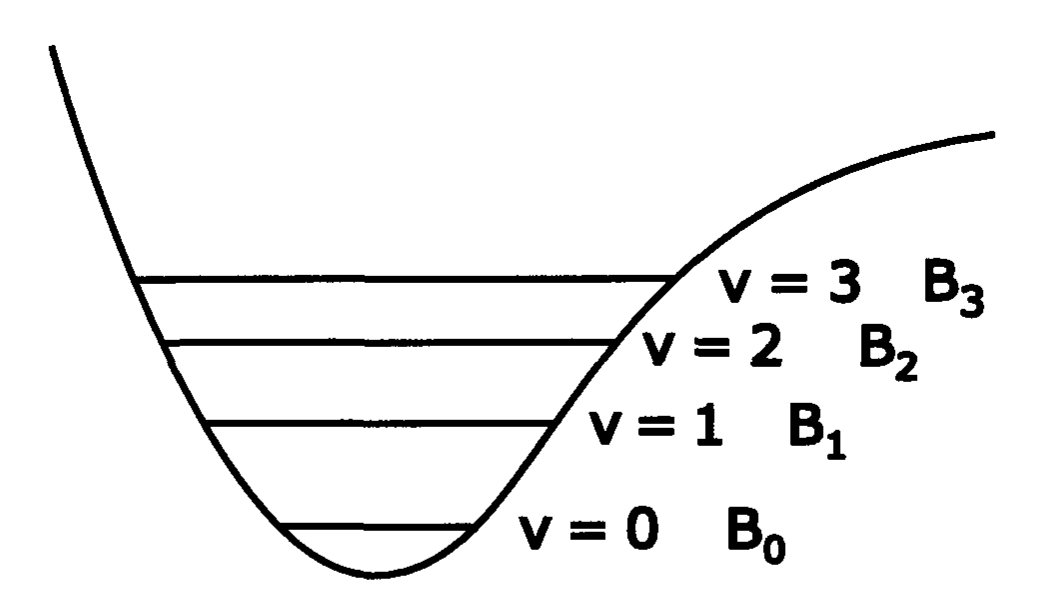 v = 3 B₃
v = 2 B₂
v = 1 B₁
v = 0 B₀